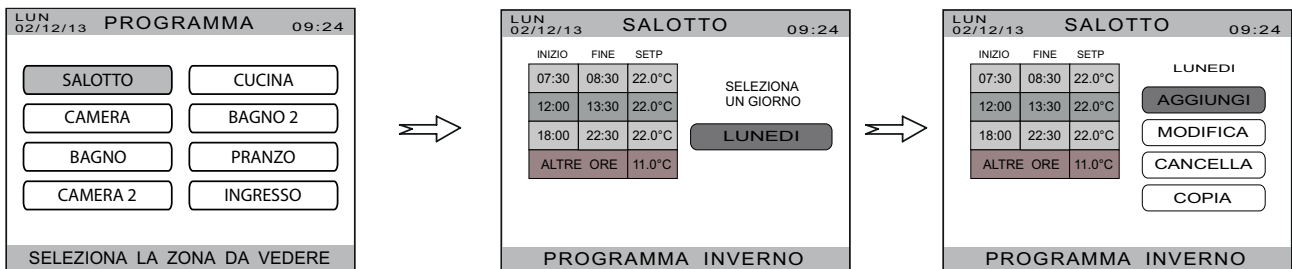 LUN
02/12/13 PROGRAMMA 09:24
SALOTTO CUCINA
CAMERA BAGNO 2
BAGNO PRANZO
CAMERA 2 INGRESSO
SELEZIONA LA ZONA DA VEDERE
LUN
02/12/13 SALOTTO 09:24
INIZIO FINE SETP
07:30 08:30 22.0°C
12:00 13:30 22.0°C
18:00 22:30 22.0°C
ALTRE ORE 11.0°C
SELEZIONA
UN GIORNO
LUNEDI
PROGRAMMA INVERNO
LUN
02/12/13 SALOTTO 09:24
INIZIO FINE SETP
07:30 08:30 22.0°C
12:00 13:30 22.0°C
18:00 22:30 22.0°C
ALTRE ORE 11.0°C
LUNEDI
AGGIUNGI
MODIFICA
CANCELLA
COPIA
PROGRAMMA INVERNO